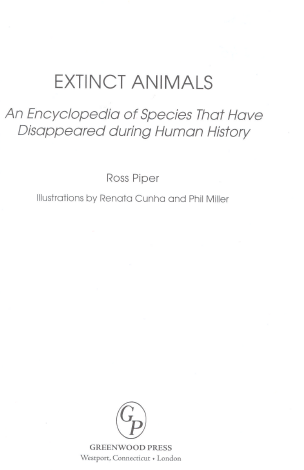 EXTINCT ANIMALS
An Encyclopedia of Species That Have
Disappeared during Human History
Ross Piper
Illustrations by Renata Cunha and Phil Miller
GP
GREENWOOD PRESS
Westport, Connecticut • London